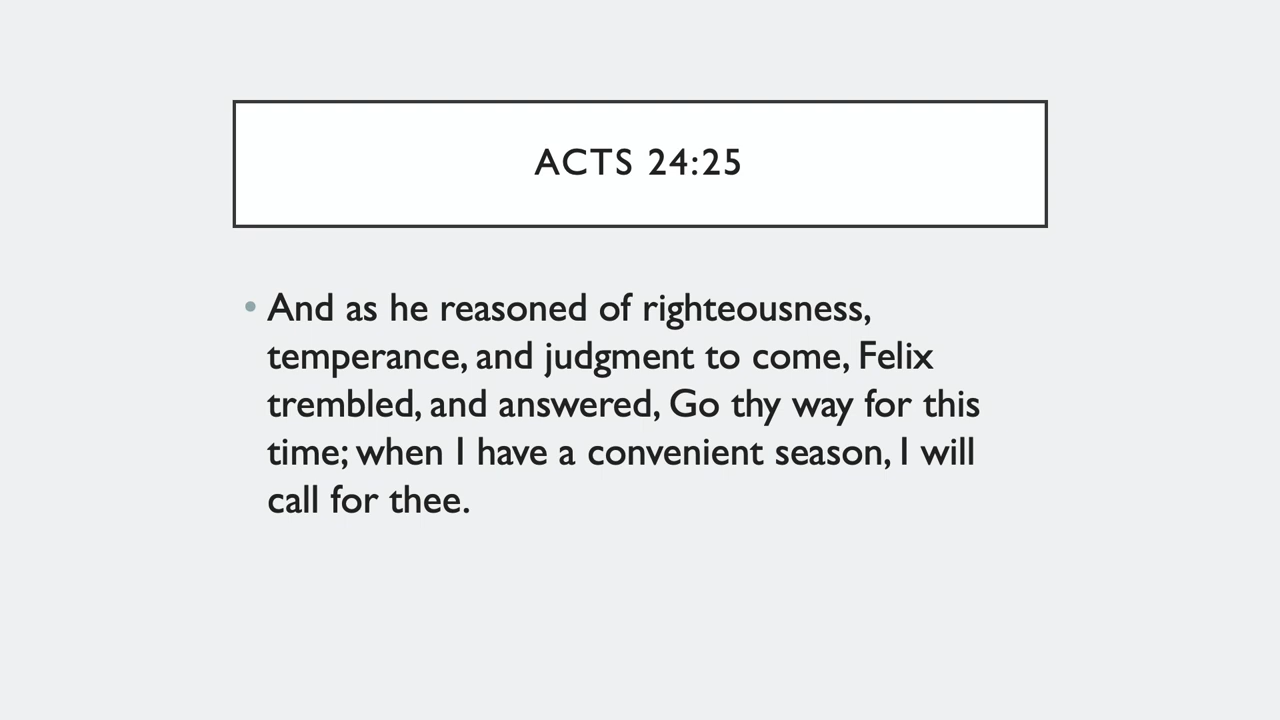 ACTS 24:25
• And as he reasoned of righteousness,
temperance, and judgment to come, Felix
trembled, and answered, Go thy way for this
time; when I have a convenient season, I will
call for thee.